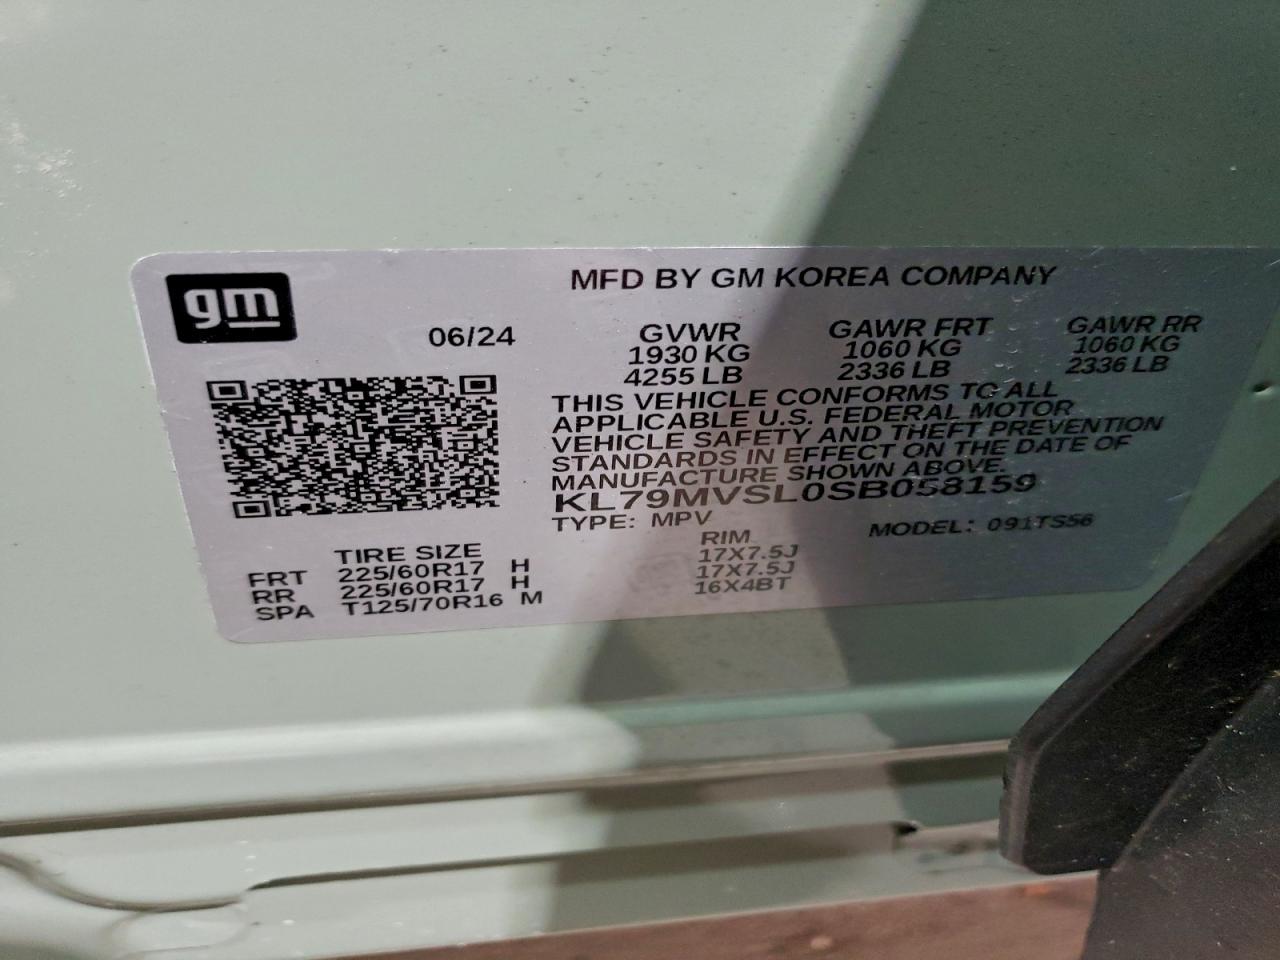 gm
MFD BY GM KOREA COMPANY
06/24
GVWR GAWR FRT GAWR RR
1930 KG 1060 KG 1060 KG
4255 LB 2336 LB 2336 LB
THIS VEHICLE CONFORMS TO ALL
APPLICABLE U.S. FEDERAL MOTOR
VEHICLE SAFETY AND THEFT PREVENTION
STANDARDS IN EFFECT ON THE DATE OF
MANUFACTURE SHOWN ABOVE.
KL79MVSL0SB058159
TYPE: MPV MODEL: 091TS56
TIRE SIZE RIM
FRT 225/60R17 H 17X7.5J
RR 225/60R17 H 17X7.5J
SPA T125/70R16 M 16X4BT